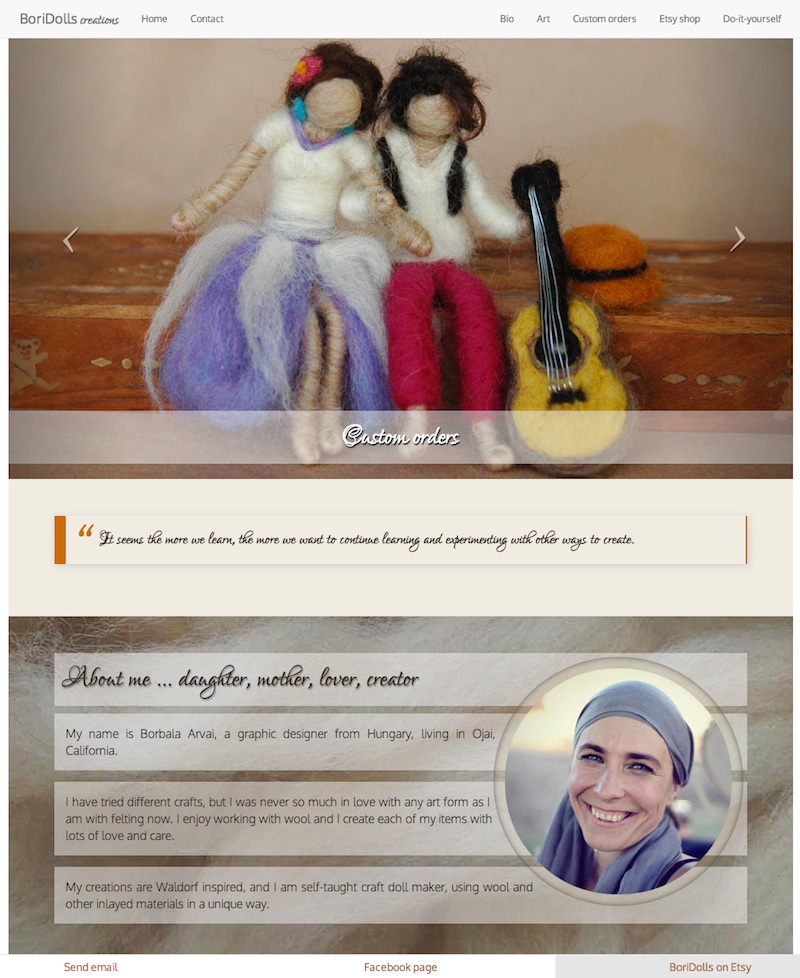 BoriDolls creations Home Contact Bio Art Custom orders Etsy shop Do-it-yourself
Custom orders
“ It seems the more we learn, the more we want to continue learning and experimenting with other ways to create.
About me ... daughter, mother, lover, creator
My name is Borbala Arvai, a graphic designer from Hungary, living in Ojai,
California.
I have tried different crafts, but I was never so much in love with any art form as I
am with felting now. I enjoy working with wool and I create each of my items with
lots of love and care.
My creations are Waldorf inspired, and I am self-taught craft doll maker, using wool and
other inlayed materials in a unique way.
Send email Facebook page BoriDolls on Etsy